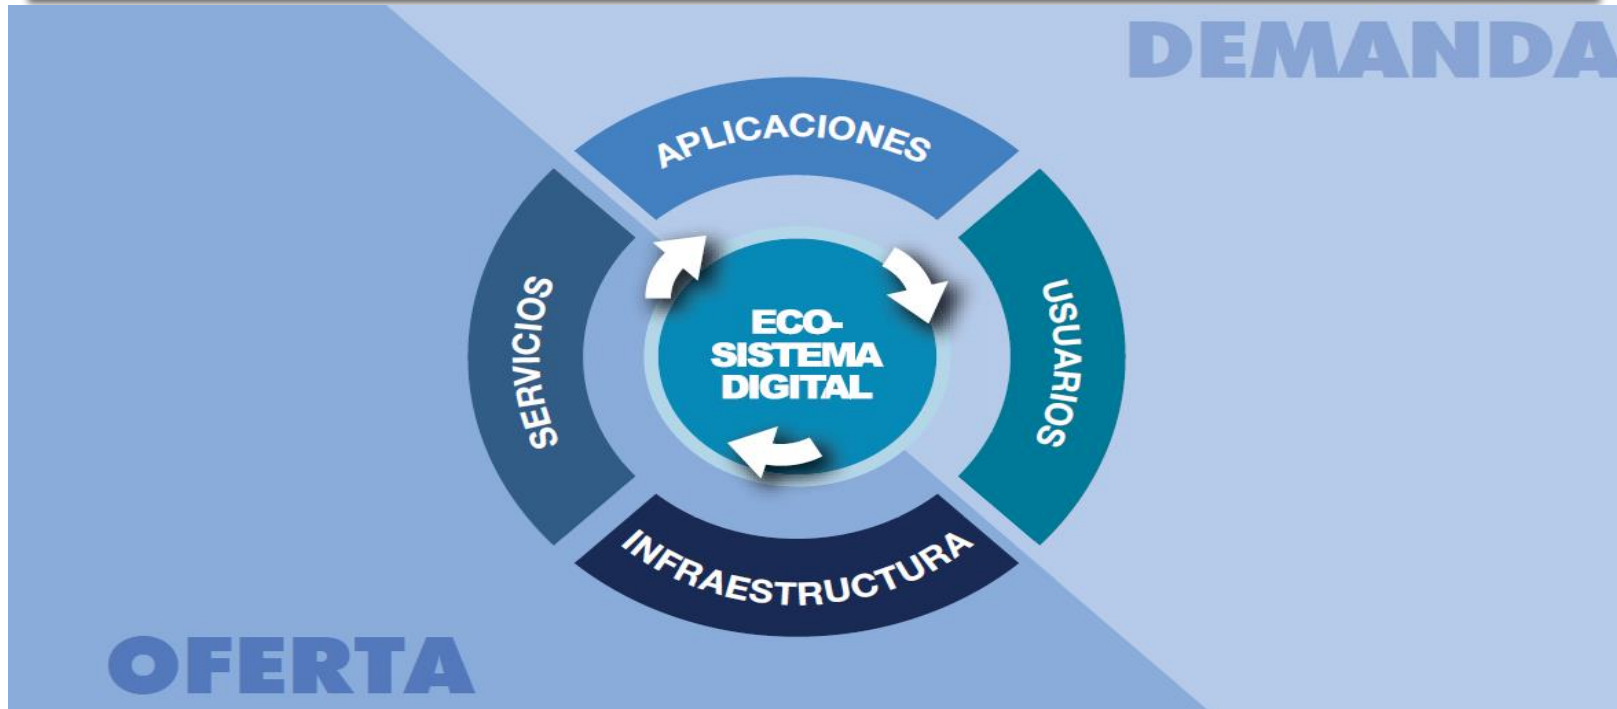 DEMANDA
APLICACIONES
SERVICIOS
ECO-
SISTEMA
DIGITAL
USUARIOS
INFRAESTRUCTURA
OFERTA